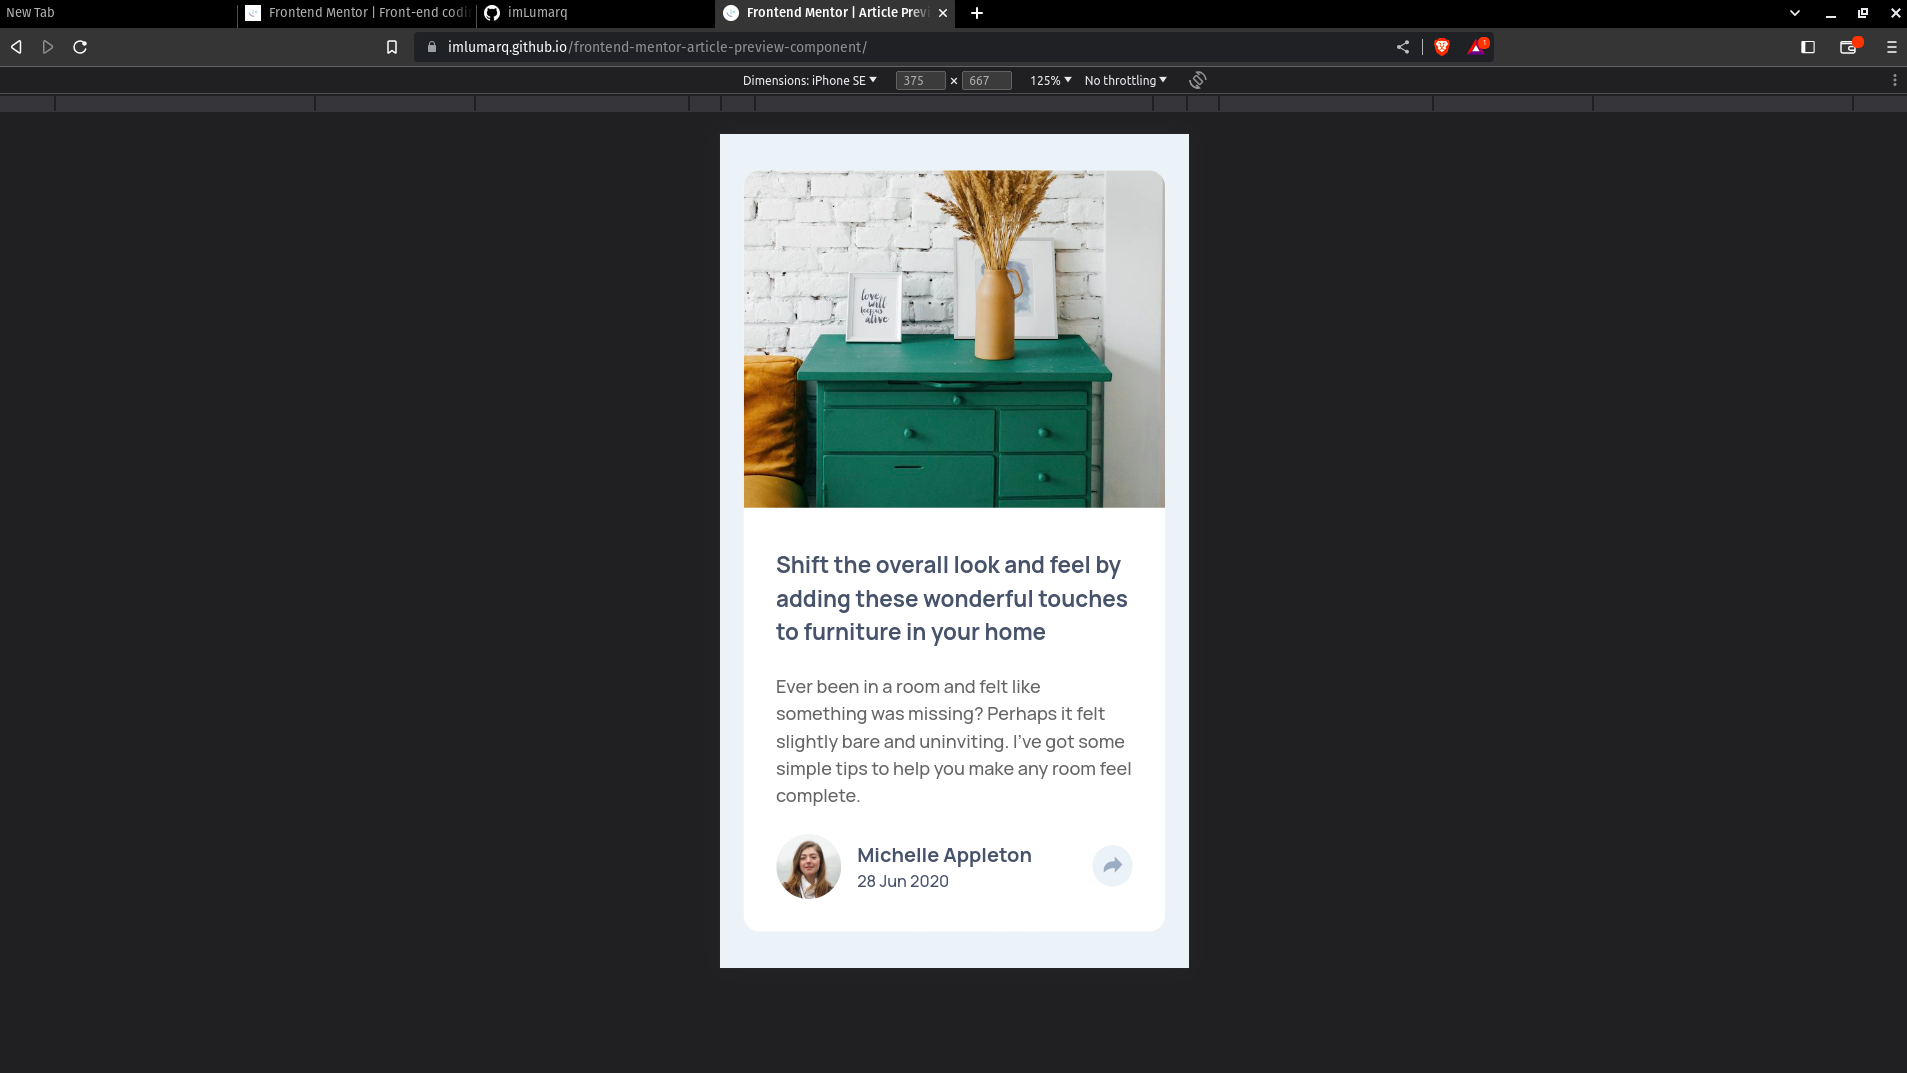 New Tab
Frontend Mentor | Front-end codi
imLumarq
Frontend Mentor | Article Previ
imlumarq.github.io/frontend-mentor-article-preview-component/
1
Dimensions: iPhone SE
375 × 667
125%
No throttling
love
will
keep us
alive
Shift the overall look and feel by
adding these wonderful touches
to furniture in your home
Ever been in a room and felt like
something was missing? Perhaps it felt
slightly bare and uninviting. I’ve got some
simple tips to help you make any room feel
complete.
Michelle Appleton
28 Jun 2020